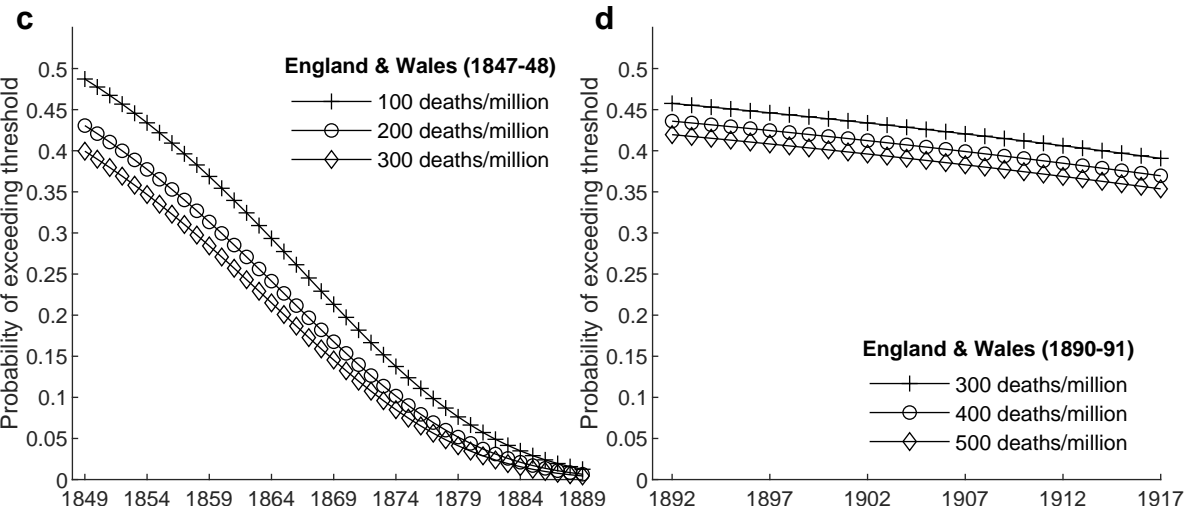 c
England & Wales (1847-48)
100 deaths/million
200 deaths/million
300 deaths/million
Probability of exceeding threshold
0.5
0.45
0.4
0.35
0.3
0.25
0.2
0.15
0.1
0.05
0
1849 1854 1859 1864 1869 1874 1879 1884 1889
d
Probability of exceeding threshold
0.5
0.45
0.4
0.35
0.3
0.25
0.2
0.15
0.1
0.05
0
England & Wales (1890-91)
300 deaths/million
400 deaths/million
500 deaths/million
1892 1897 1902 1907 1912 1917